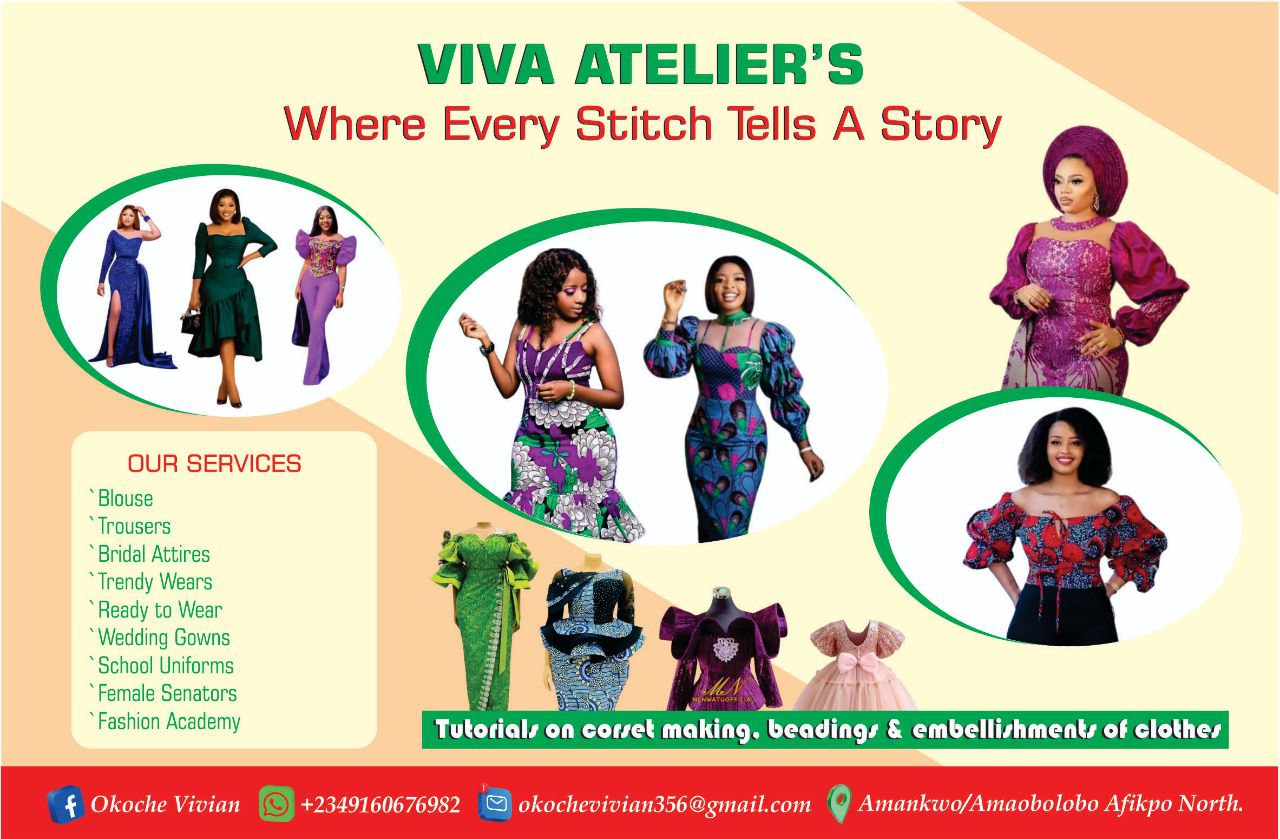 VIVA ATELIER'S
Where Every Stitch Tells A Story
OUR SERVICES
`Blouse
`Trousers
`Bridal Attires
`Trendy Wears
`Ready to Wear
`Wedding Gowns
`School Uniforms
`Female Senators
`Fashion Academy
MN
Tutorials on corset making, beadings & embellishments of clothes
Okoche Vivian
+2349160676982
okochevivian356@gmail.com
Amankwo/Amaobolobo Afikpo North.